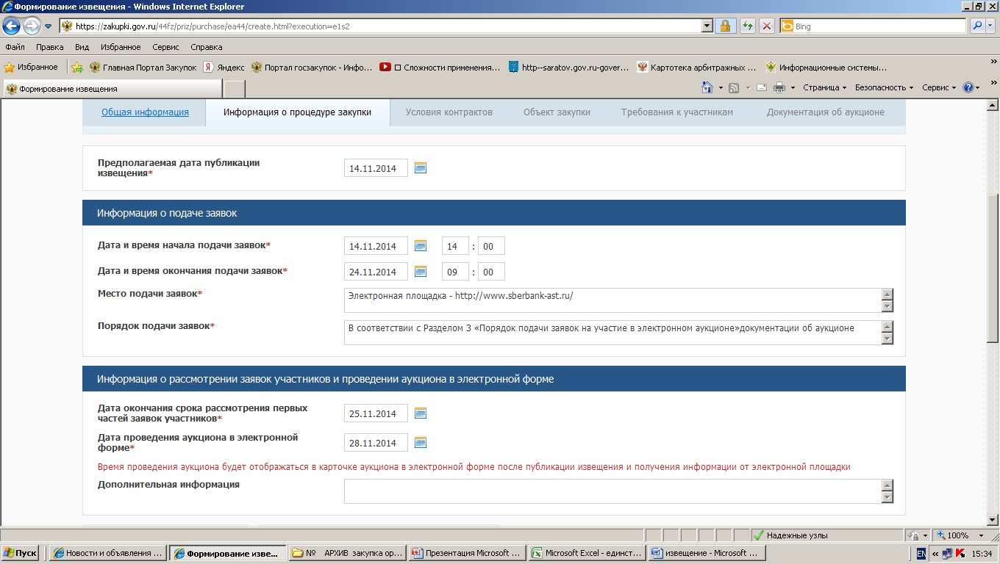 Формирование извещения - Windows Internet Explorer
https://zakupki.gov.ru/44fz/priz/purchase/ea44/create.html?execution=e1s2
Bing
Файл Правка Вид Избранное Сервис Справка
Избранное Главная Портал Закупок Яндекс Портал госзакупок - Инфо... Сложности применения... http--saratov.gov.ru-gover... Картотека арбитражных ... Информационные системы...
Формирование извещения
Страница Безопасность Сервис
Общая информация Информация о процедуре закупки Условия контрактов Объект закупки Требования к участникам Документация об аукционе
Предполагаемая дата публикации
извещения* 14.11.2014
Информация о подаче заявок
Дата и время начала подачи заявок* 14.11.2014 14 : 00
Дата и время окончания подачи заявок* 24.11.2014 09 : 00
Место подачи заявок* Электронная площадка - http://www.sberbank-ast.ru/
Порядок подачи заявок* В соответствии с Разделом 3 «Порядок подачи заявок на участие в электронном аукционе»документации об аукционе
Информация о рассмотрении заявок участников и проведении аукциона в электронной форме
Дата окончания срока рассмотрения первых
частей заявок участников* 25.11.2014
Дата проведения аукциона в электронной
форме* 28.11.2014
Время проведения аукциона будет отображаться в карточке аукциона в электронной форме после публикации извещения и получения информации от электронной площадки
Дополнительная информация
Надежные узлы 100%
Пуск Новости и объявления ... Формирование изве... № АРХИВ закупка ор... Презентация Microsoft ... Microsoft Excel - единст... извещение - Microsoft ... EN « 15:34